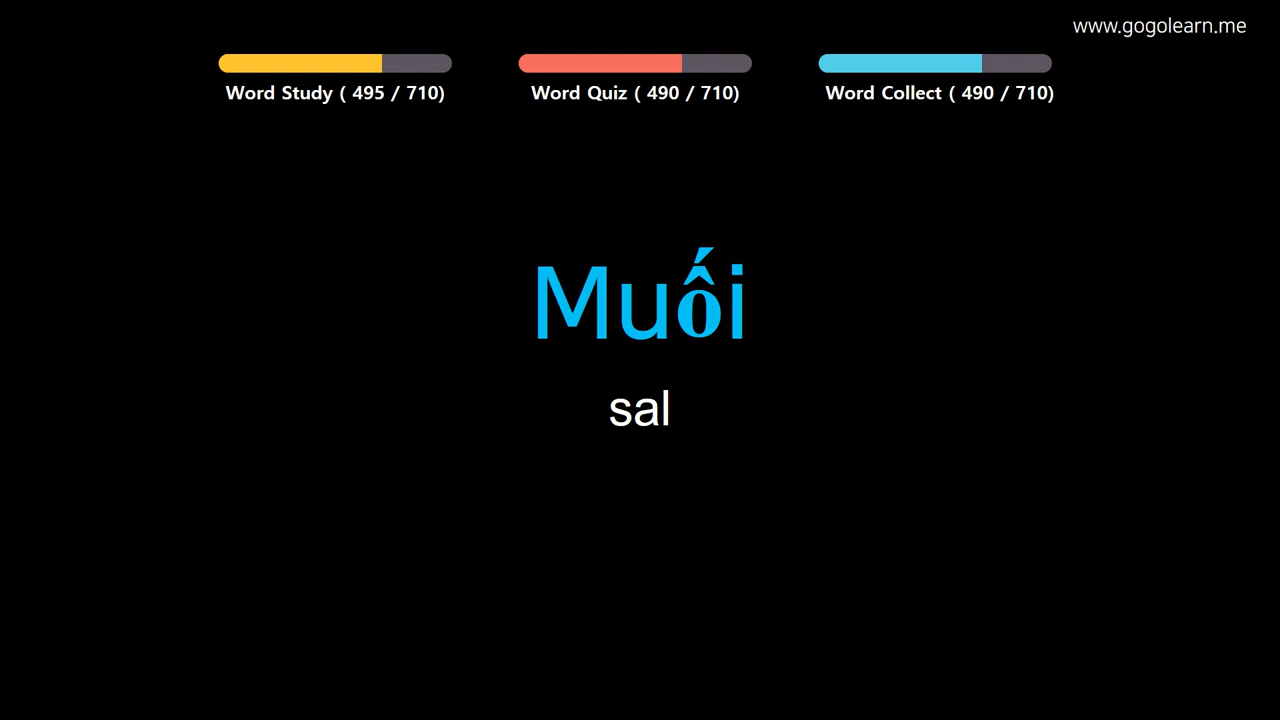 www.gogolearn.me
Word Study ( 495 / 710)
Word Quiz ( 490 / 710)
Word Collect ( 490 / 710)
Muối
sal